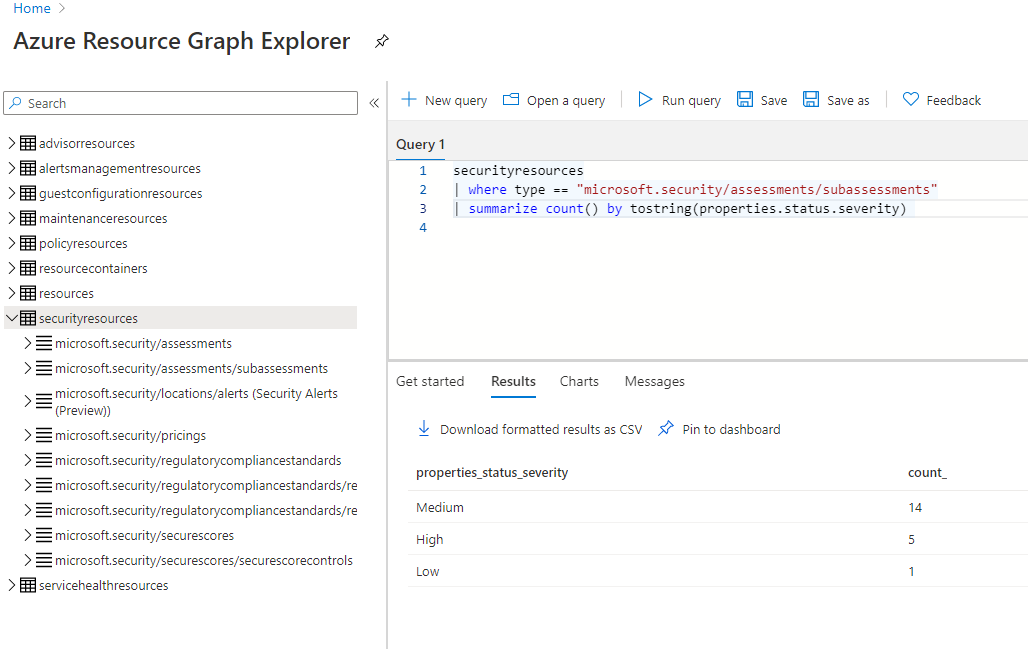 Home
Azure Resource Graph Explorer
Search
advisorresources
alertsmanagementresources
guestconfigurationresources
maintenanceresources
policyresources
resourcecontainers
resources
securityresources
microsoft.security/assessments
microsoft.security/assessments/subassessments
microsoft.security/locations/alerts (Security Alerts
(Preview))
microsoft.security/pricings
microsoft.security/regulatorycompliancestandards
microsoft.security/regulatorycompliancestandards/re
microsoft.security/regulatorycompliancestandards/re
microsoft.security/securescores
microsoft.security/securescores/securescorecontrols
servicehealthresources
New query Open a query Run query Save Save as Feedback
Query 1
1 securityresources
2 | where type == "microsoft.security/assessments/subassessments"
3 | summarize count() by tostring(properties.status.severity)
4
Get started Results Charts Messages
Download formatted results as CSV Pin to dashboard
properties_status_severity count_
Medium 14
High 5
Low 1